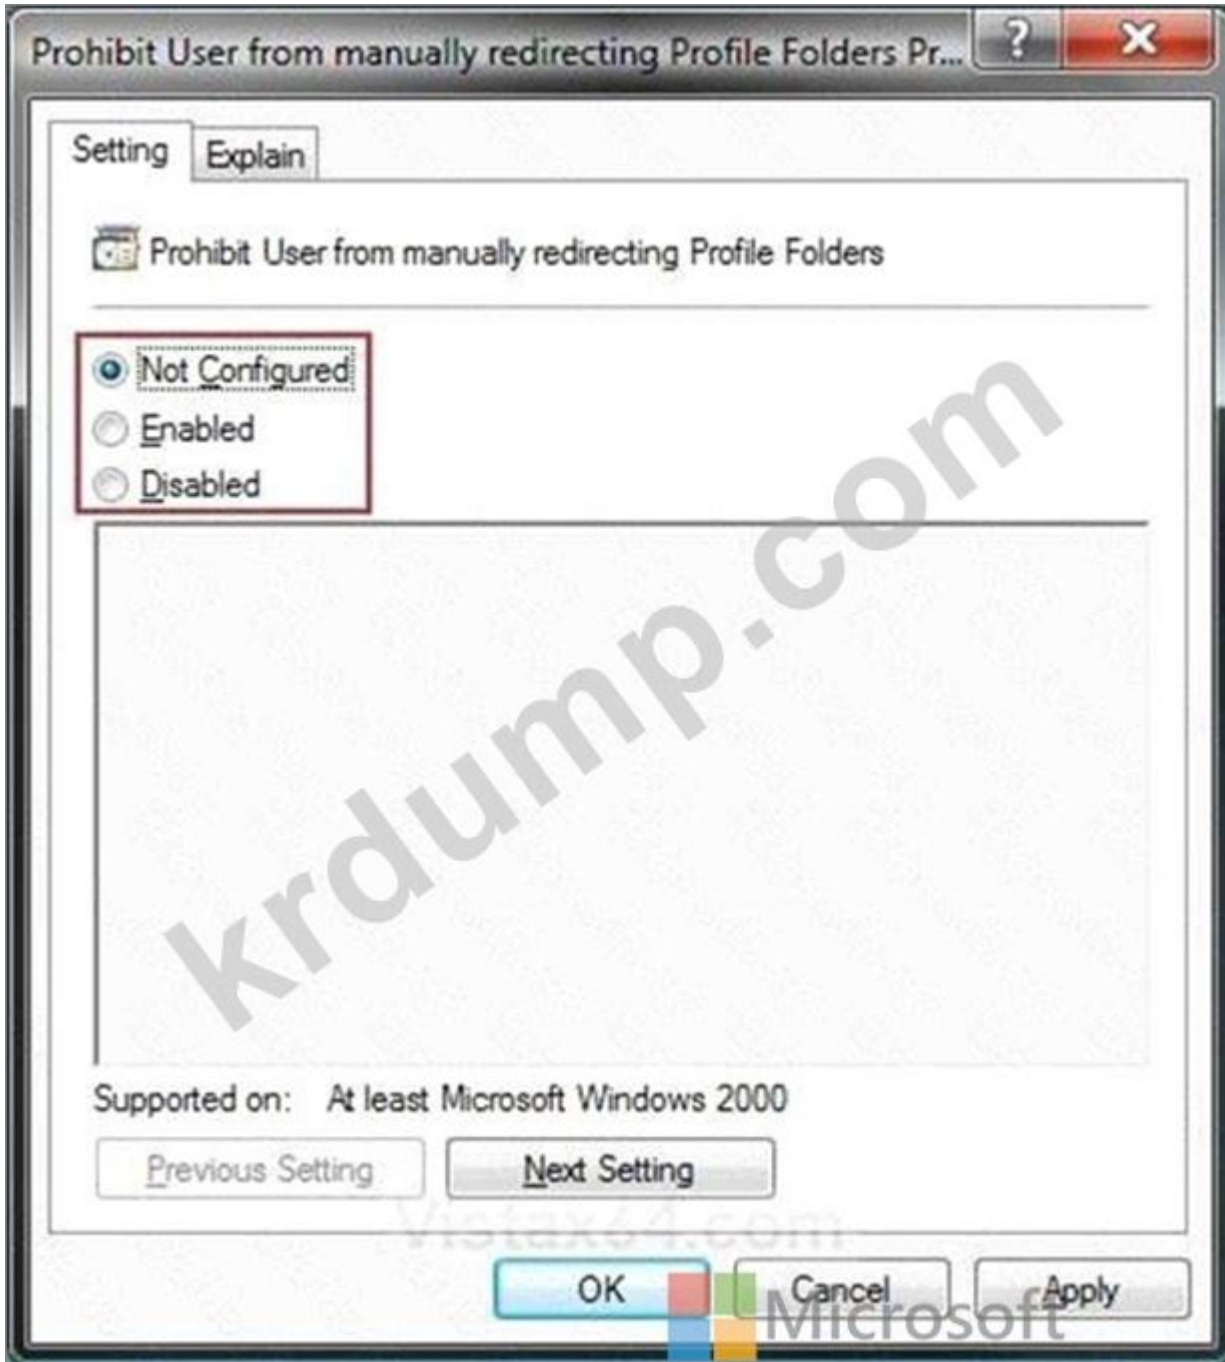 Prohibit User from manually redirecting Profile Folders Pr... ? X
Setting Explain
Prohibit User from manually redirecting Profile Folders
Not Configured
Enabled
Disabled
krdump.com
Supported on: At least Microsoft Windows 2000
Previous Setting Next Setting
Vistax64.com
OK Cancel Apply
Microsoft